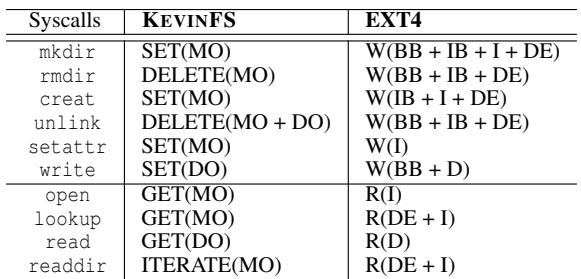 Syscalls KEVINFS EXT4
mkdir SET(MO) W(BB + IB + I + DE)
rmdir DELETE(MO) W(BB + IB + DE)
creat SET(MO) W(IB + I + DE)
unlink DELETE(MO + DO) W(BB + IB + DE)
setattr SET(MO) W(I)
write SET(DO) W(BB + D)
open GET(MO) R(I)
lookup GET(MO) R(DE + I)
read GET(DO) R(D)
readdir ITERATE(MO) R(DE + I)